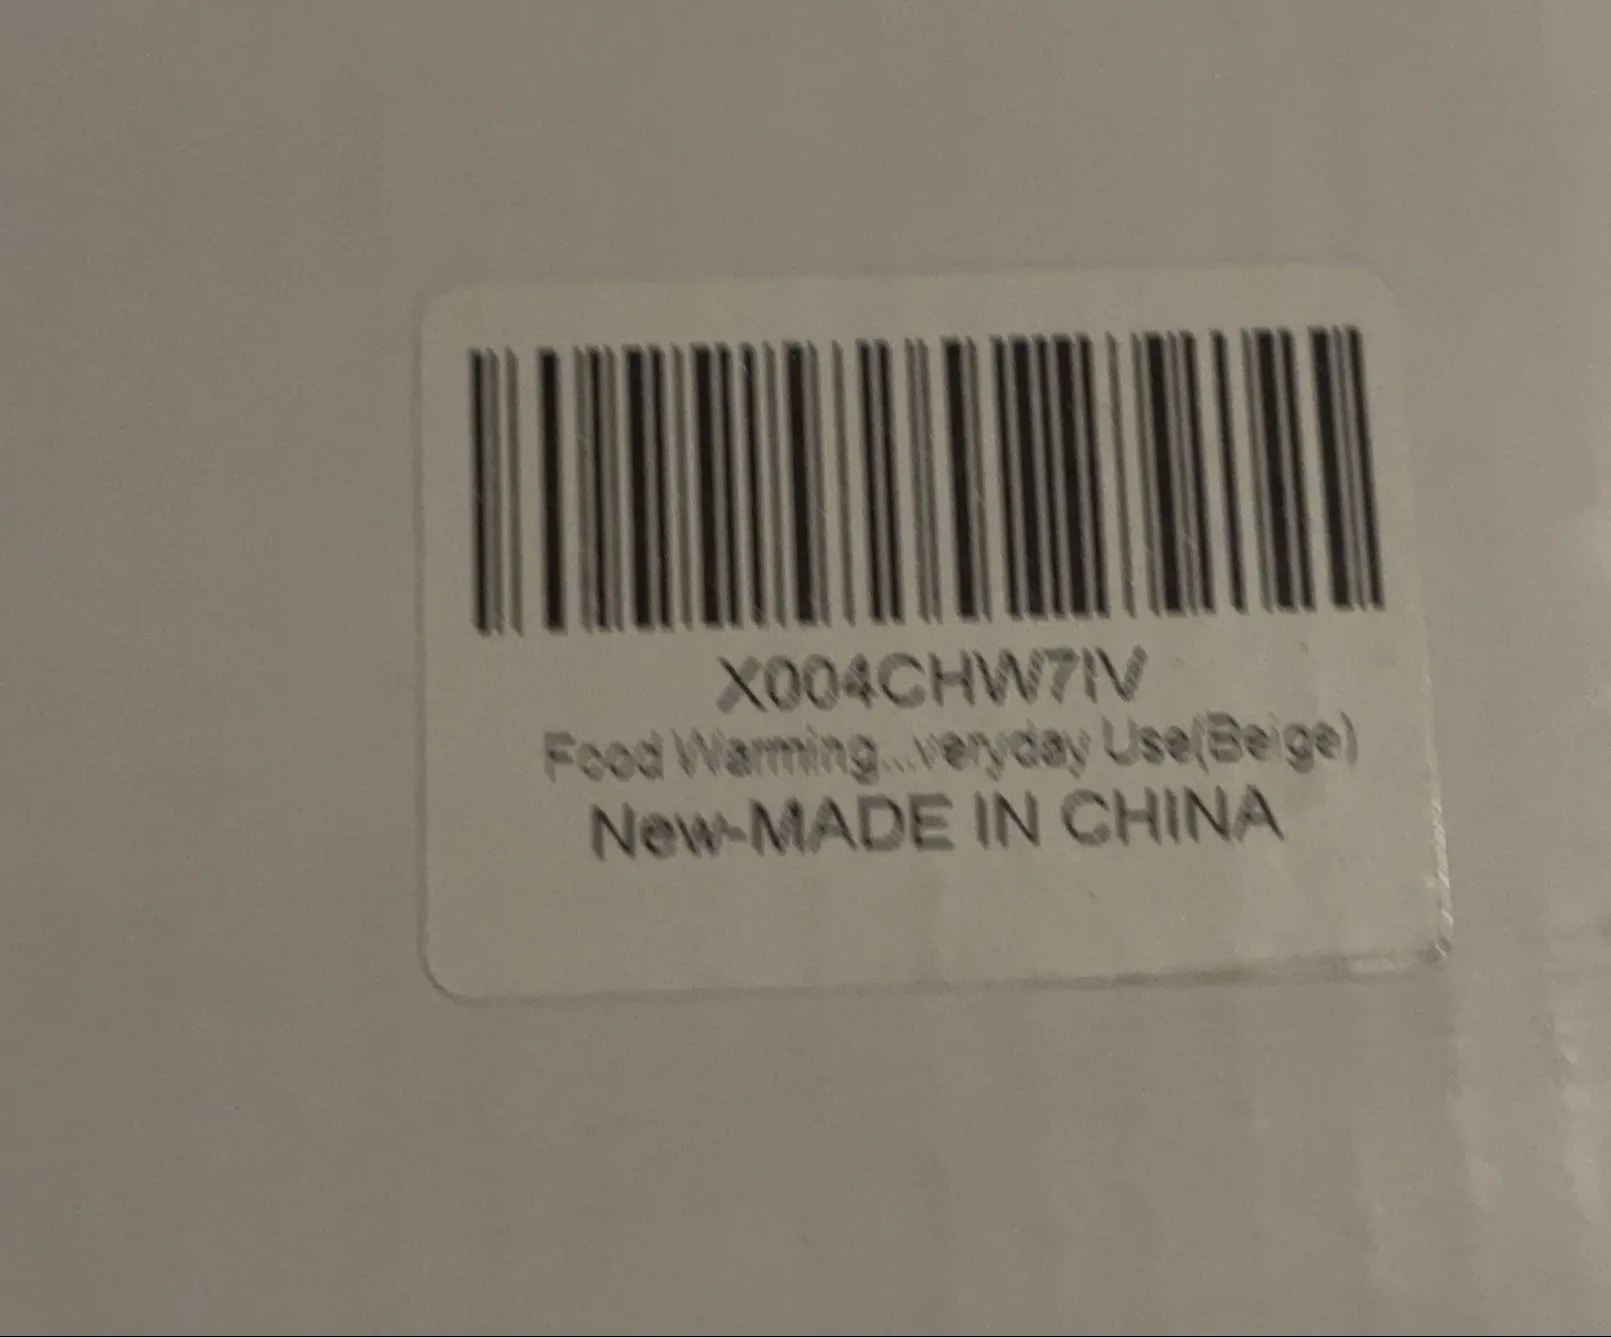 X004CHW7IV
Food Warming...veryday Use(Beige)
New-MADE IN CHINA